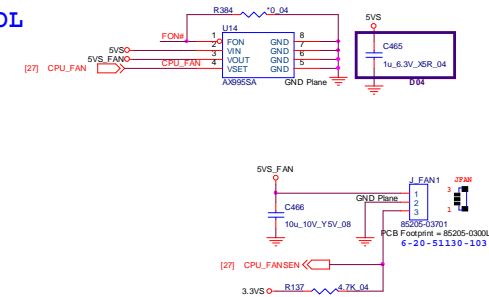 OL
R384 *0_04
5VS
U14
FON# 1 FON GND 8
5VS 2 VIN GND 7
5VS_FAN 3 VOUT GND 6
[27] CPU_FAN CPU_FAN 4 VSET GND 5
AX995SA GND Plane
C465
1u_6.3V_X5R_04
D04
5VS_FAN
J_FAN1 JFAN
GND Plane 1 3
2
3 1
C466
10u_10V_Y5V_08
85205-03701
PCB Footprint = 85205-0300L
6-20-51130-103
[27] CPU_FANSEN
3.3VS R137 4.7K_04